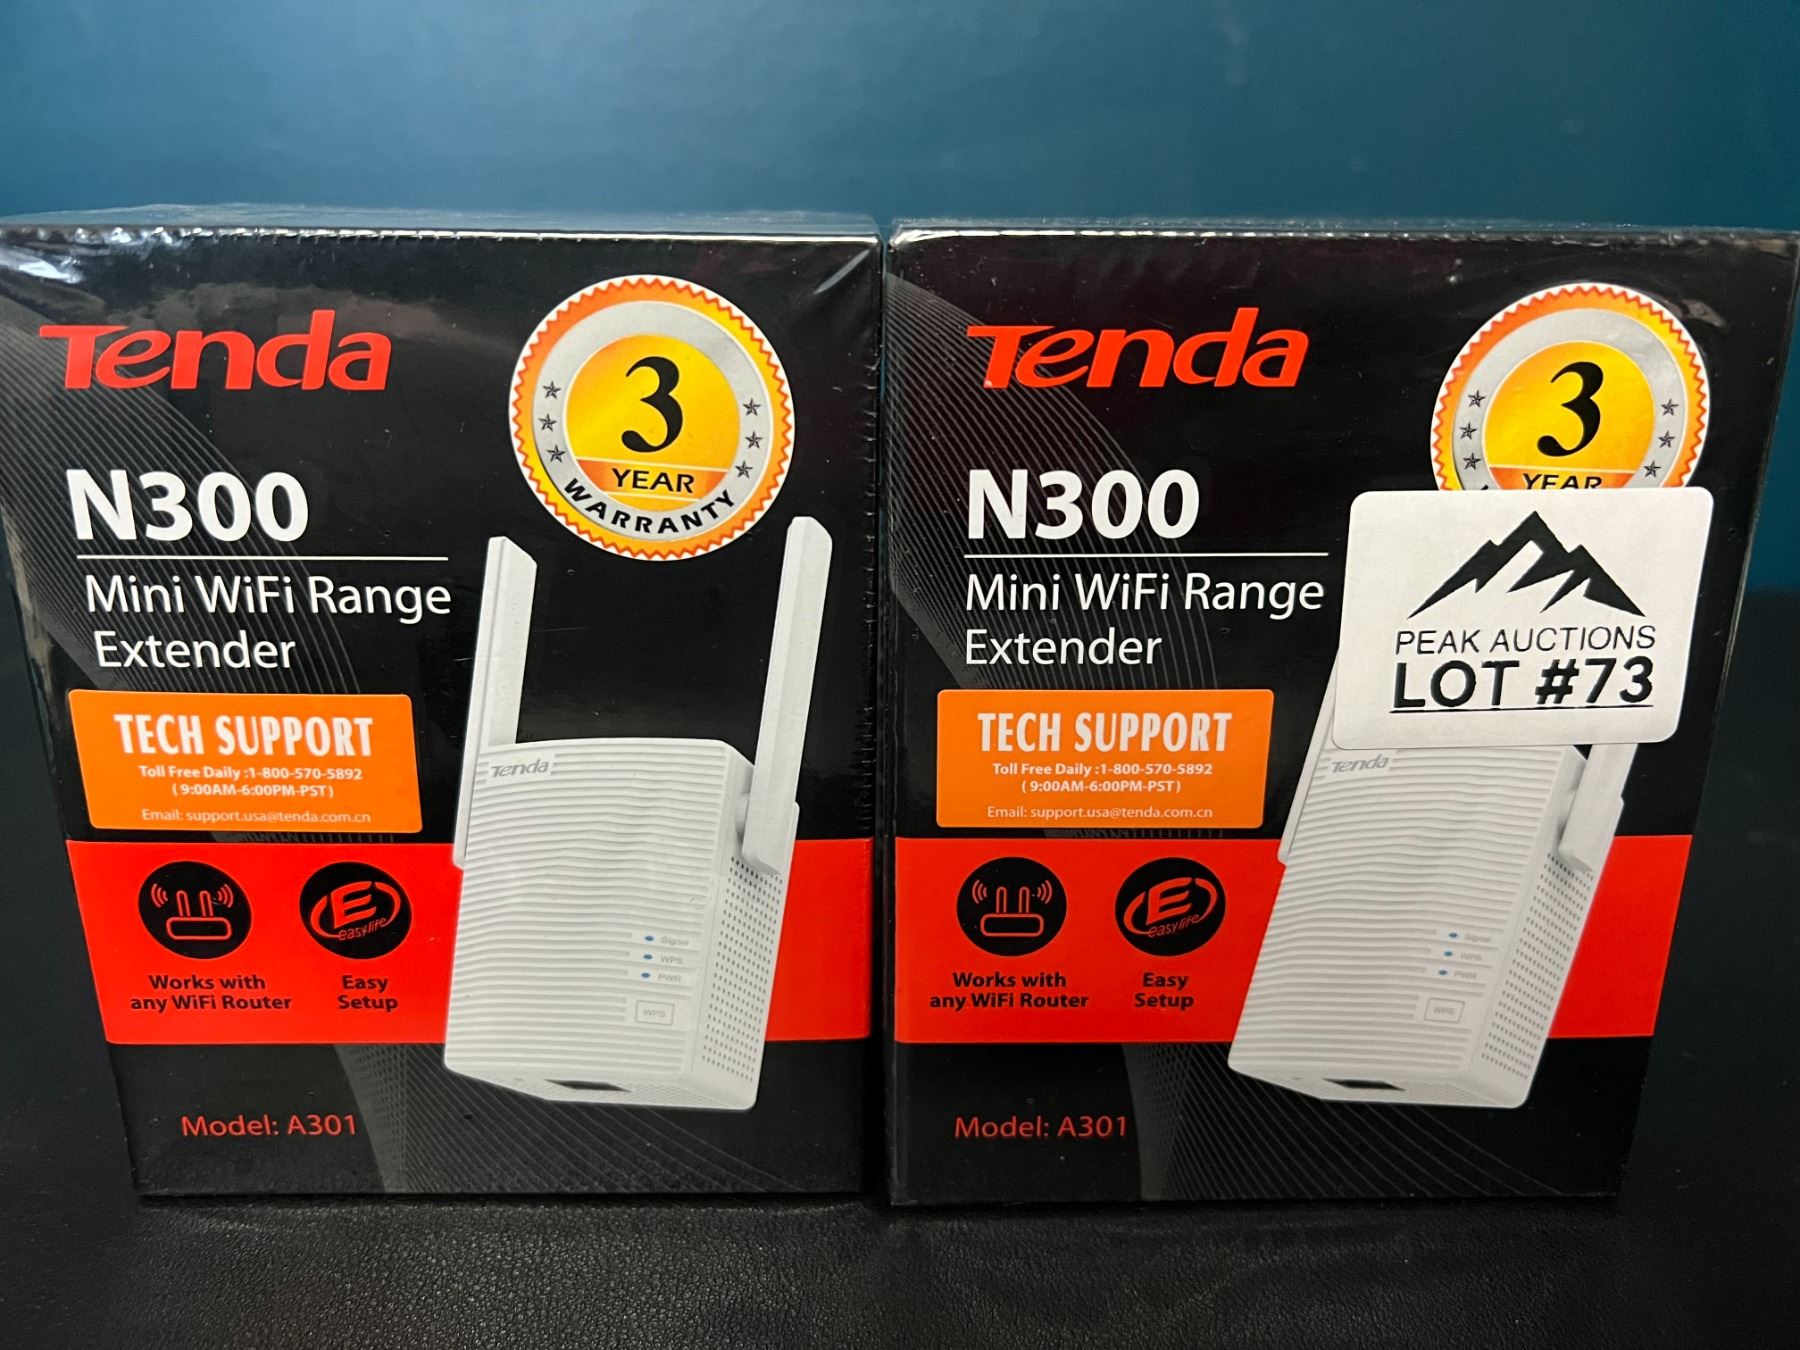 Tenda
3
YEAR
WARRANTY
N300
Mini WiFi Range
Extender
TECH SUPPORT
Toll Free Daily :1-800-570-5892
( 9:00AM-6:00PM-PST )
Email: support.usa@tenda.com.cn
Tenda
Signal
WPS
PWR
WPS
E
easylife
Works with
any WiFi Router
Easy
Setup
Model: A301
Tenda
3
YEAR
N300
Mini WiFi Range
Extender
PEAK AUCTIONS
LOT #73
TECH SUPPORT
Toll Free Daily :1-800-570-5892
( 9:00AM-6:00PM-PST )
Email: support.usa@tenda.com.cn
Tenda
Signal
WPS
PWR
WPS
E
easylife
Works with
any WiFi Router
Easy
Setup
Model: A301